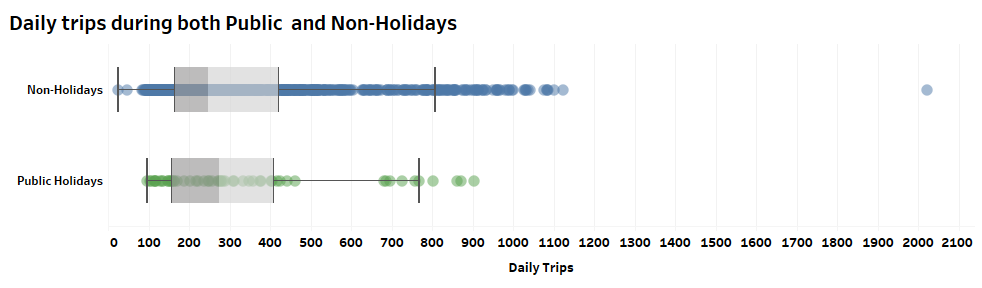 Daily trips during both Public  and Non-Holidays
Non-Holidays
Public Holidays
0 100 200 300 400 500 600 700 800 900 1000 1100 1200 1300 1400 1500 1600 1700 1800 1900 2000 2100
Daily Trips